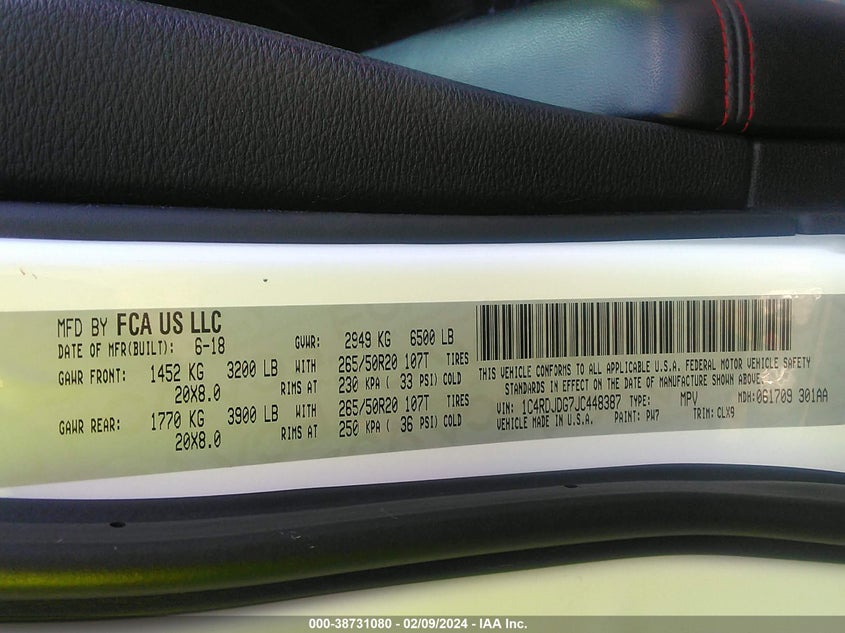 MFD BY FCA US LLC
DATE OF MFR(BUILT): 6-18 GVWR: 2949 KG 6500 LB
GAWR FRONT: 1452 KG 3200 LB WITH 265/50R20 107T TIRES
20X8.0 RIMS AT 230 KPA ( 33 PSI) COLD
GAWR REAR: 1770 KG 3900 LB WITH 265/50R20 107T TIRES
20X8.0 RIMS AT 250 KPA ( 36 PSI) COLD
THIS VEHICLE CONFORMS TO ALL APPLICABLE U.S.A. FEDERAL MOTOR VEHICLE SAFETY
STANDARDS IN EFFECT ON THE DATE OF MANUFACTURE SHOWN ABOVE.
VIN: 1C4RDJDG7JC448387 TYPE: MPV MDH: 061709 301AA
VEHICLE MADE IN U.S.A. PAINT: PW7 TRIM: CLX9
000-38731080 - 02/09/2024 - IAA Inc.